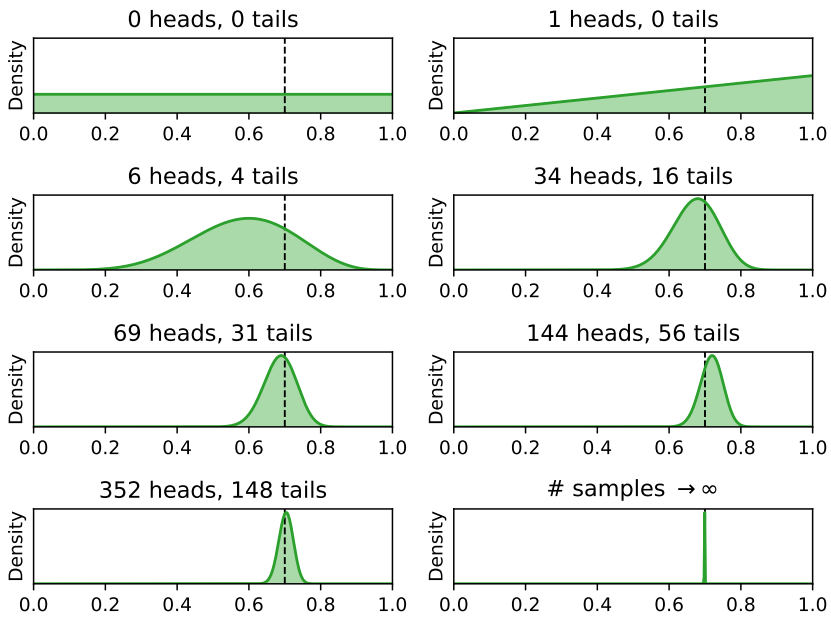 0 heads, 0 tails
Density
0.0 0.2 0.4 0.6 0.8 1.0
1 heads, 0 tails
Density
0.0 0.2 0.4 0.6 0.8 1.0
6 heads, 4 tails
Density
0.0 0.2 0.4 0.6 0.8 1.0
34 heads, 16 tails
Density
0.0 0.2 0.4 0.6 0.8 1.0
69 heads, 31 tails
Density
0.0 0.2 0.4 0.6 0.8 1.0
144 heads, 56 tails
Density
0.0 0.2 0.4 0.6 0.8 1.0
352 heads, 148 tails
Density
0.0 0.2 0.4 0.6 0.8 1.0
# samples →∞
Density
0.0 0.2 0.4 0.6 0.8 1.0